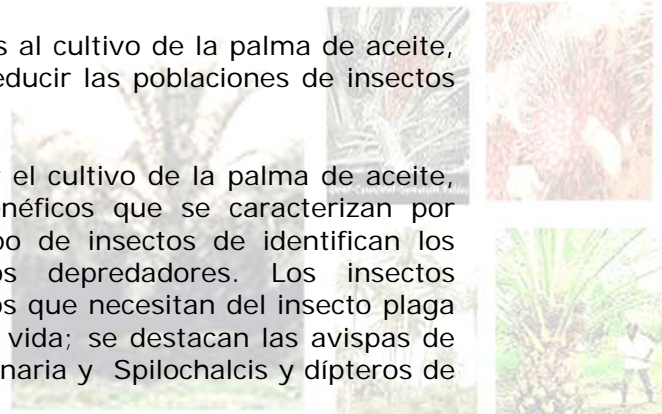 s al cultivo de la palma de aceite,
educir las poblaciones de insectos
el cultivo de la palma de aceite,
enéficos que se caracterizan por
po de insectos de identifican los
os depredadores. Los insectos
os que necesitan del insecto plaga
vida; se destacan las avispas de
naria y Spilochalcis y dípteros de